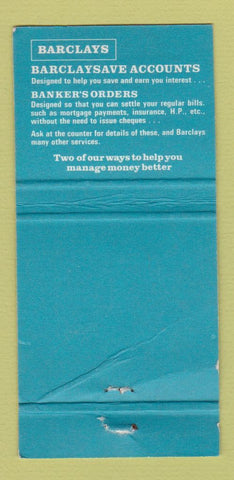 BARCLAYS
BARCLAYSAVE ACCOUNTS
Designed to help you save and earn you interest . . .
BANKER'S ORDERS
Designed so that you can settle your regular bills.
such as mortgage payments, insurance, H.P., etc.,
without the need to issue cheques . . .
Ask at the counter for details of these, and Barclays
many other services.
Two of our ways to help you
manage money better